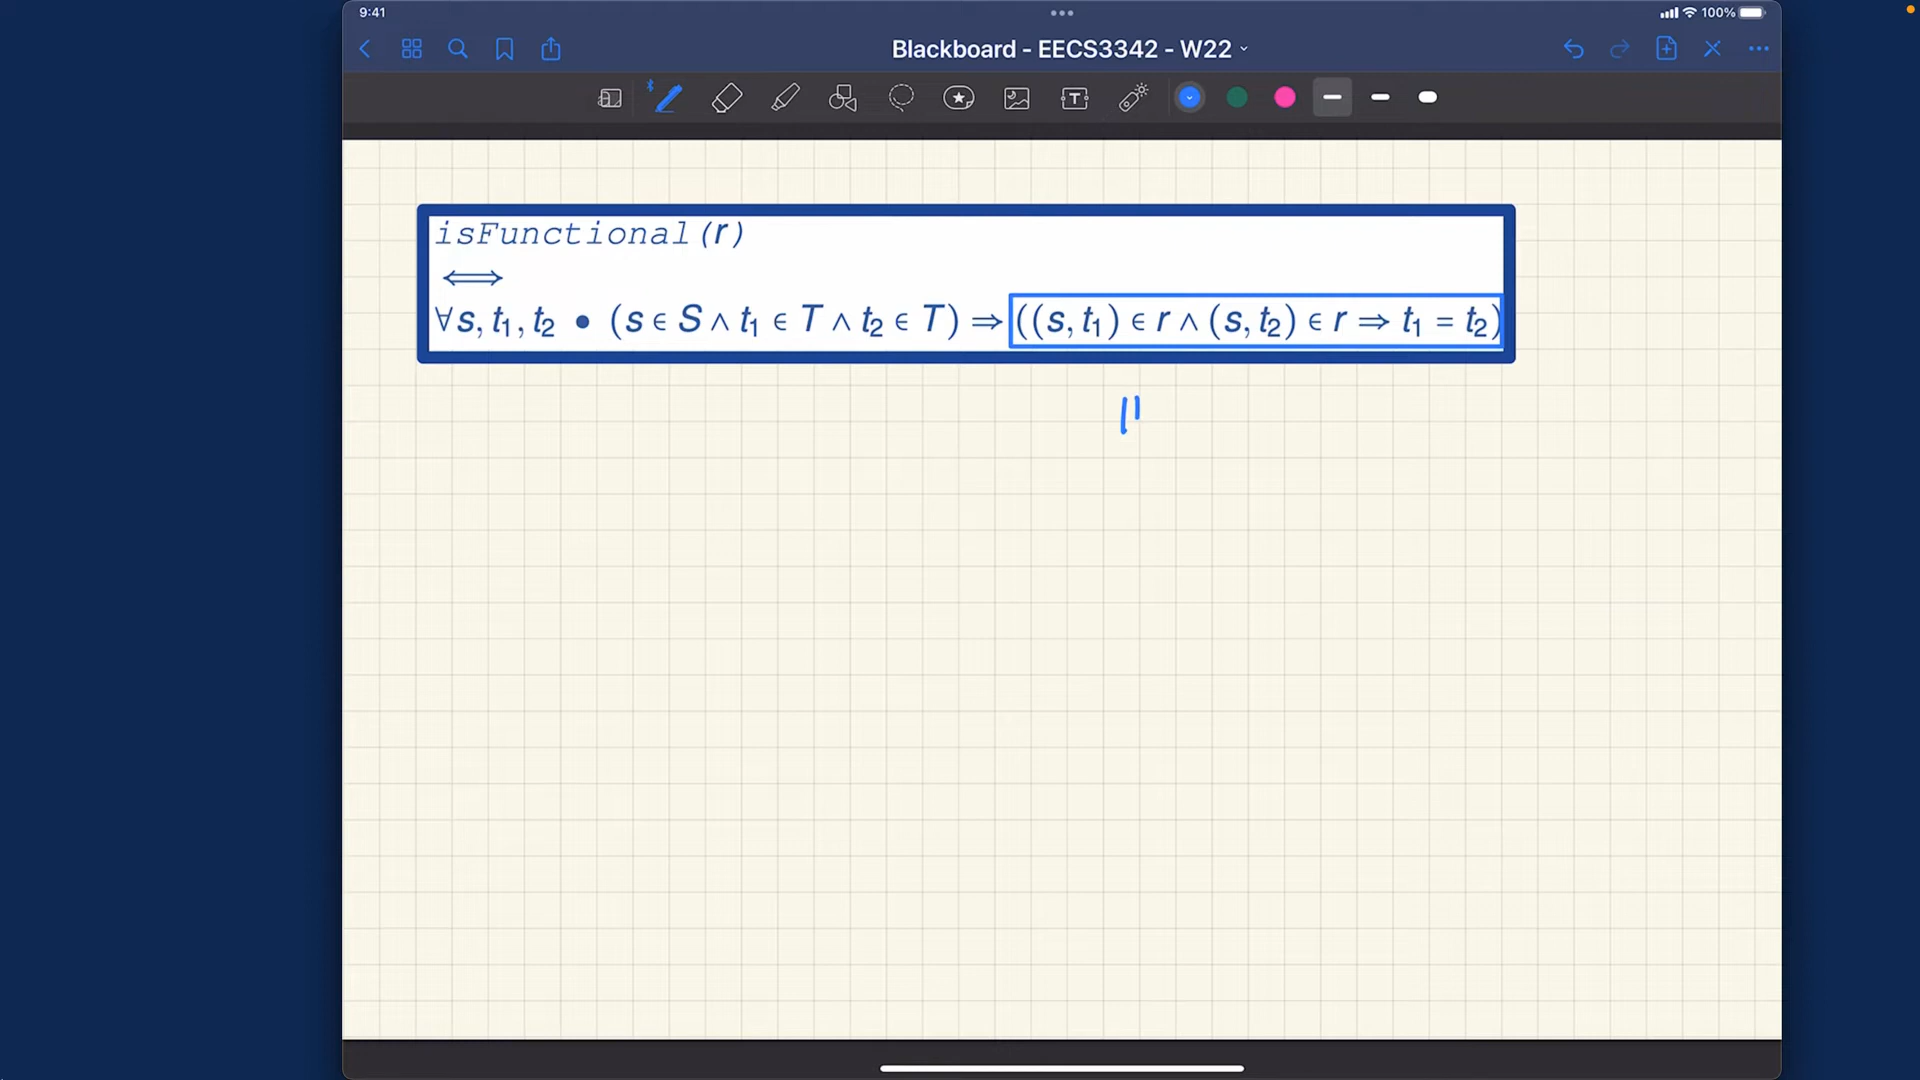 9:41
100%
Blackboard - EECS3342 - W22
isFunctional(r)
⟺
∀s, t₁, t₂ • (s ∈ S ∧ t₁ ∈ T ∧ t₂ ∈ T) ⇒ ((s, t₁) ∈ r ∧ (s, t₂) ∈ r ⇒ t₁ = t₂)